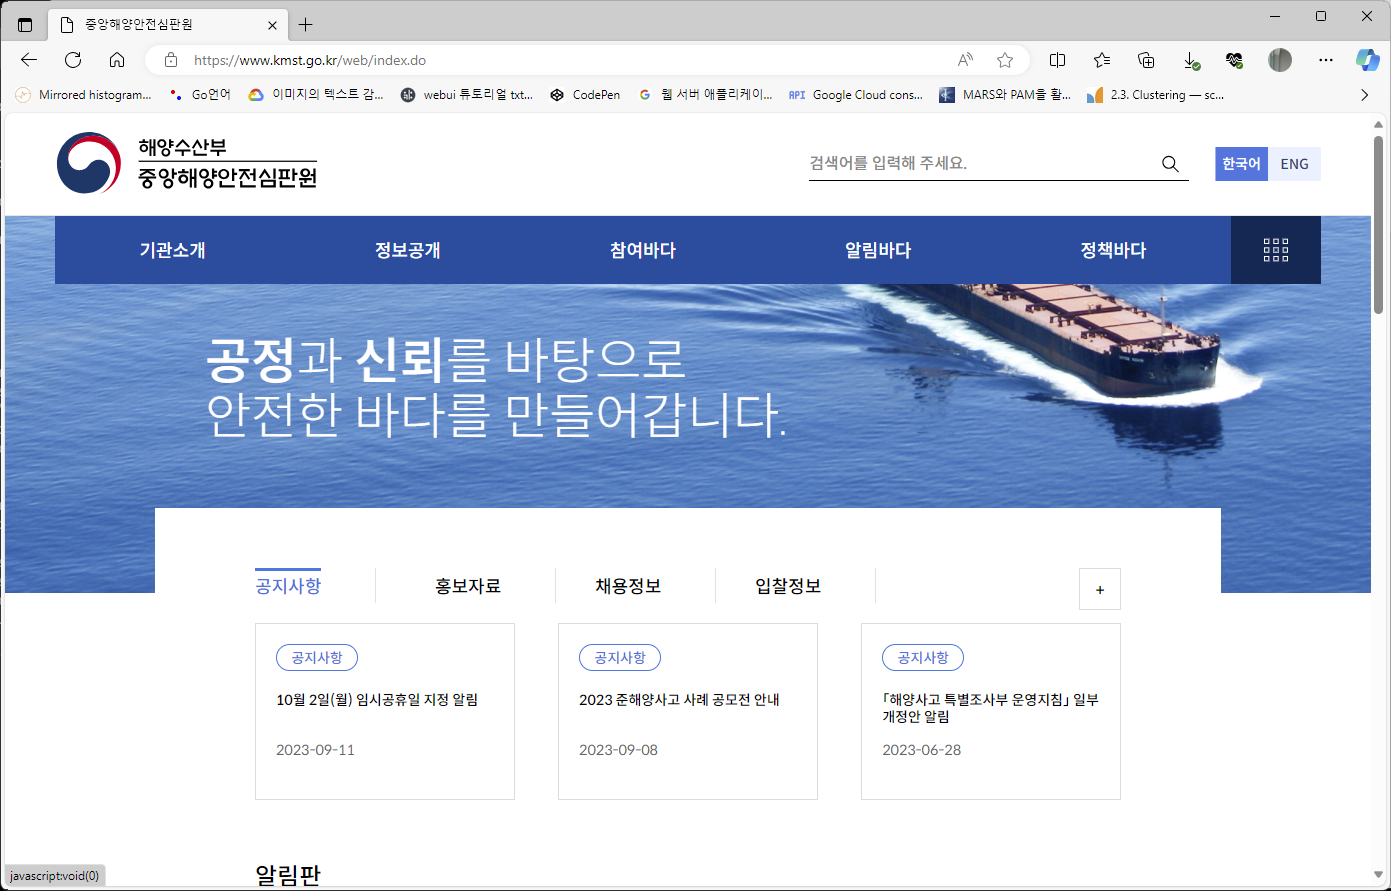 중앙해양안전심판원
https://www.kmst.go.kr/web/index.do
Mirrored histogram...
Go언어
이미지의 텍스트 감...
webui 튜토리얼 txt...
CodePen
웹 서버 애플리케이...
API Google Cloud cons...
MARS와 PAM을 활...
2.3. Clustering — sc...
해양수산부
중앙해양안전심판원
검색어를 입력해 주세요.
한국어
ENG
기관소개
정보공개
참여바다
알림바다
정책바다
공정과 신뢰를 바탕으로
안전한 바다를 만들어갑니다.
공지사항
홍보자료
채용정보
입찰정보
+
공지사항
10월 2일(월) 임시공휴일 지정 알림
2023-09-11
공지사항
2023 준해양사고 사례 공모전 안내
2023-09-08
공지사항
「해양사고 특별조사부 운영지침」 일부
개정안 알림
2023-06-28
알림판
javascript:void(0)